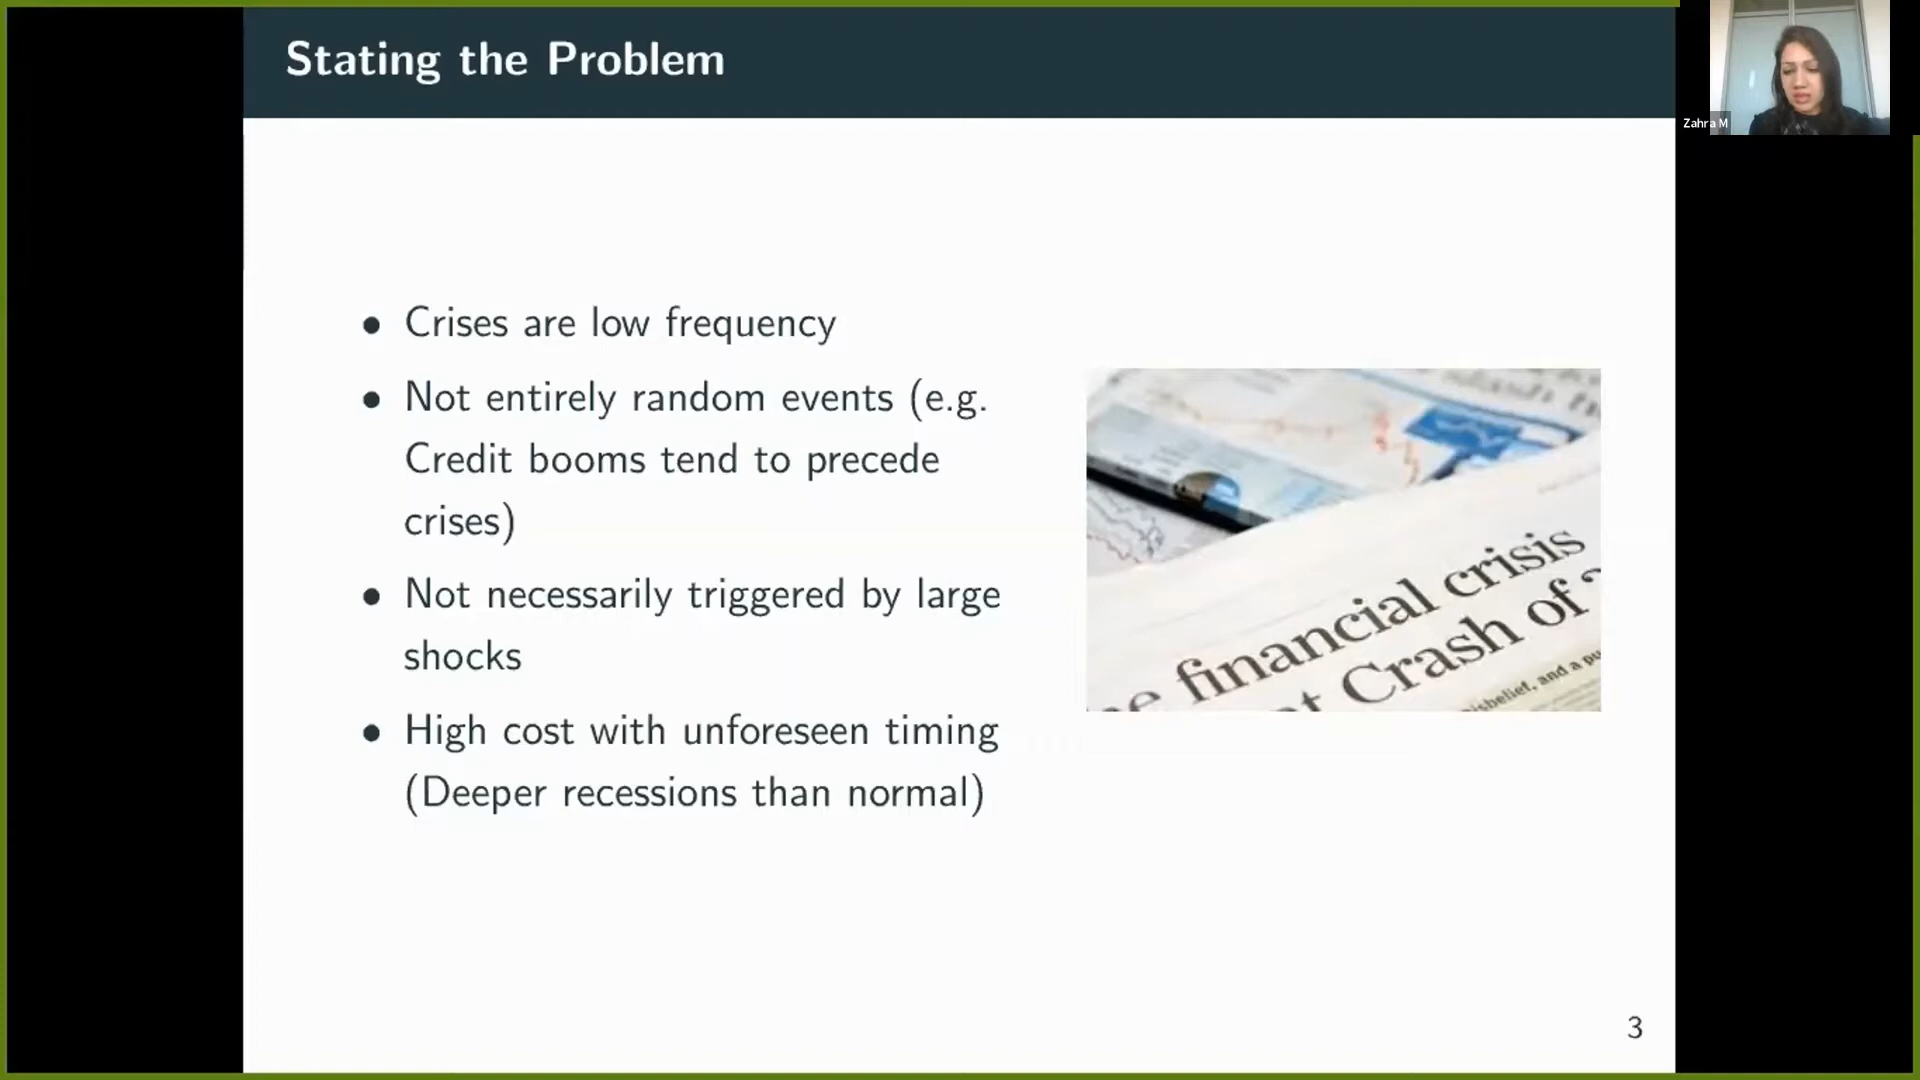 Stating the Problem
Zahra M
• Crises are low frequency
• Not entirely random events (e.g.
Credit booms tend to precede
crises)
• Not necessarily triggered by large
shocks
• High cost with unforeseen timing
(Deeper recessions than normal)
financial crisis
Crash of
and a
3